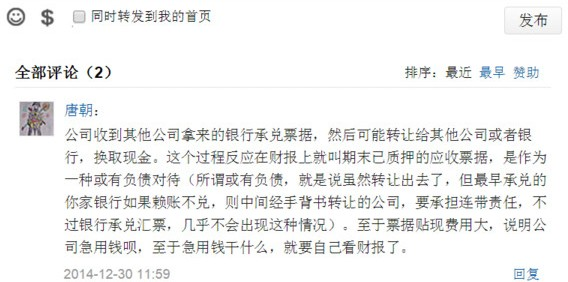 $ 同时转发到我的首页 发布
全部评论（2） 排序：最近 最早 赞助
唐朝：
公司收到其他公司拿来的银行承兑票据，然后可能转让给其他公司或者银
行，换取现金。这个过程反应在财报上就叫期末已质押的应收票据，是作为
一种或有负债对待（所谓或有负债，就是说虽然转让出去了，但最早承兑的
你家银行如果赖账不兑，则中间经手背书转让的公司，要承担连带责任，不
过银行承兑汇票，几乎不会出现这种情况）。至于票据贴现费用大，说明公
司急用钱呗，至于急用钱干什么，就要自己看财报了。
2014-12-30 11:59 回复